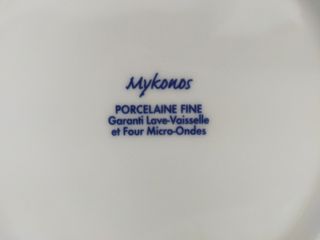 Mykonos
PORCELAINE FINE
Garanti Lave-Vaisselle
et Four Micro-Ondes